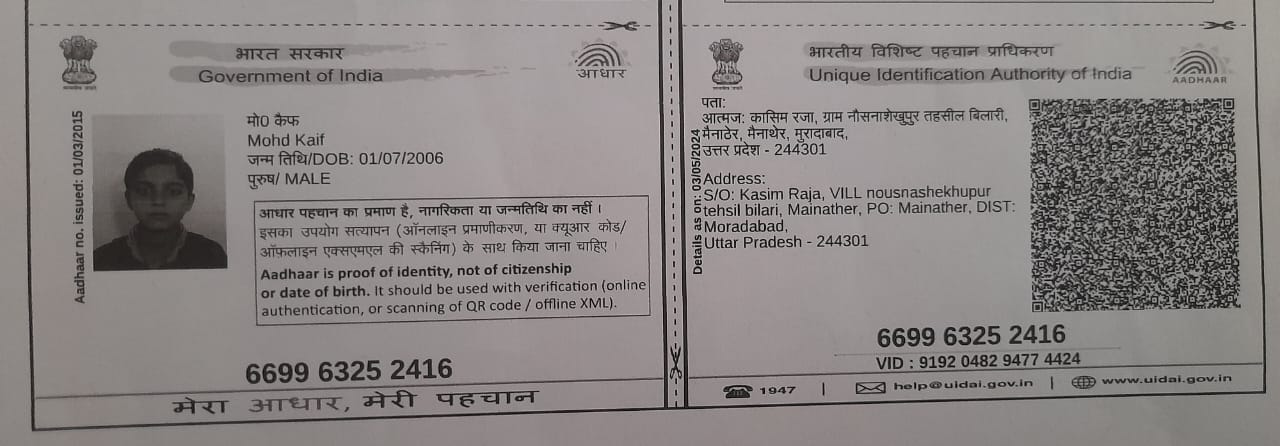 भारत सरकार
Government of India
आधार
Aadhaar no. issued: 01/03/2015
मो0 कैफ
Mohd Kaif
जन्म तिथि/DOB: 01/07/2006
पुरुष/ MALE
आधार पहचान का प्रमाण है, नागरिकता या जन्मतिथि का नहीं ।
इसका उपयोग सत्यापन (ऑनलाइन प्रमाणीकरण, या क्यूआर कोड/
ऑफ़लाइन एक्सएमएल की स्कैनिंग) के साथ किया जाना चाहिए ।
Aadhaar is proof of identity, not of citizenship
or date of birth. It should be used with verification (online
authentication, or scanning of QR code / offline XML).
6699 6325 2416
मेरा आधार, मेरी पहचान
भारतीय विशिष्ट पहचान प्राधिकरण
Unique Identification Authority of India
AADHAAR
Details as on: 03/05/2024
पता:
आत्मज: कासिम रजा, ग्राम नौसनाशेखुपुर तहसील बिलारी,
मैनाठेर, मैनाथेर, मुरादाबाद,
उत्तर प्रदेश - 244301
Address:
S/O: Kasim Raja, VILL nousnashekhupur
tehsil bilari, Mainather, PO: Mainather, DIST:
Moradabad,
Uttar Pradesh - 244301
6699 6325 2416
VID : 9192 0482 9477 4424
1947 | help@uidai.gov.in | www.uidai.gov.in